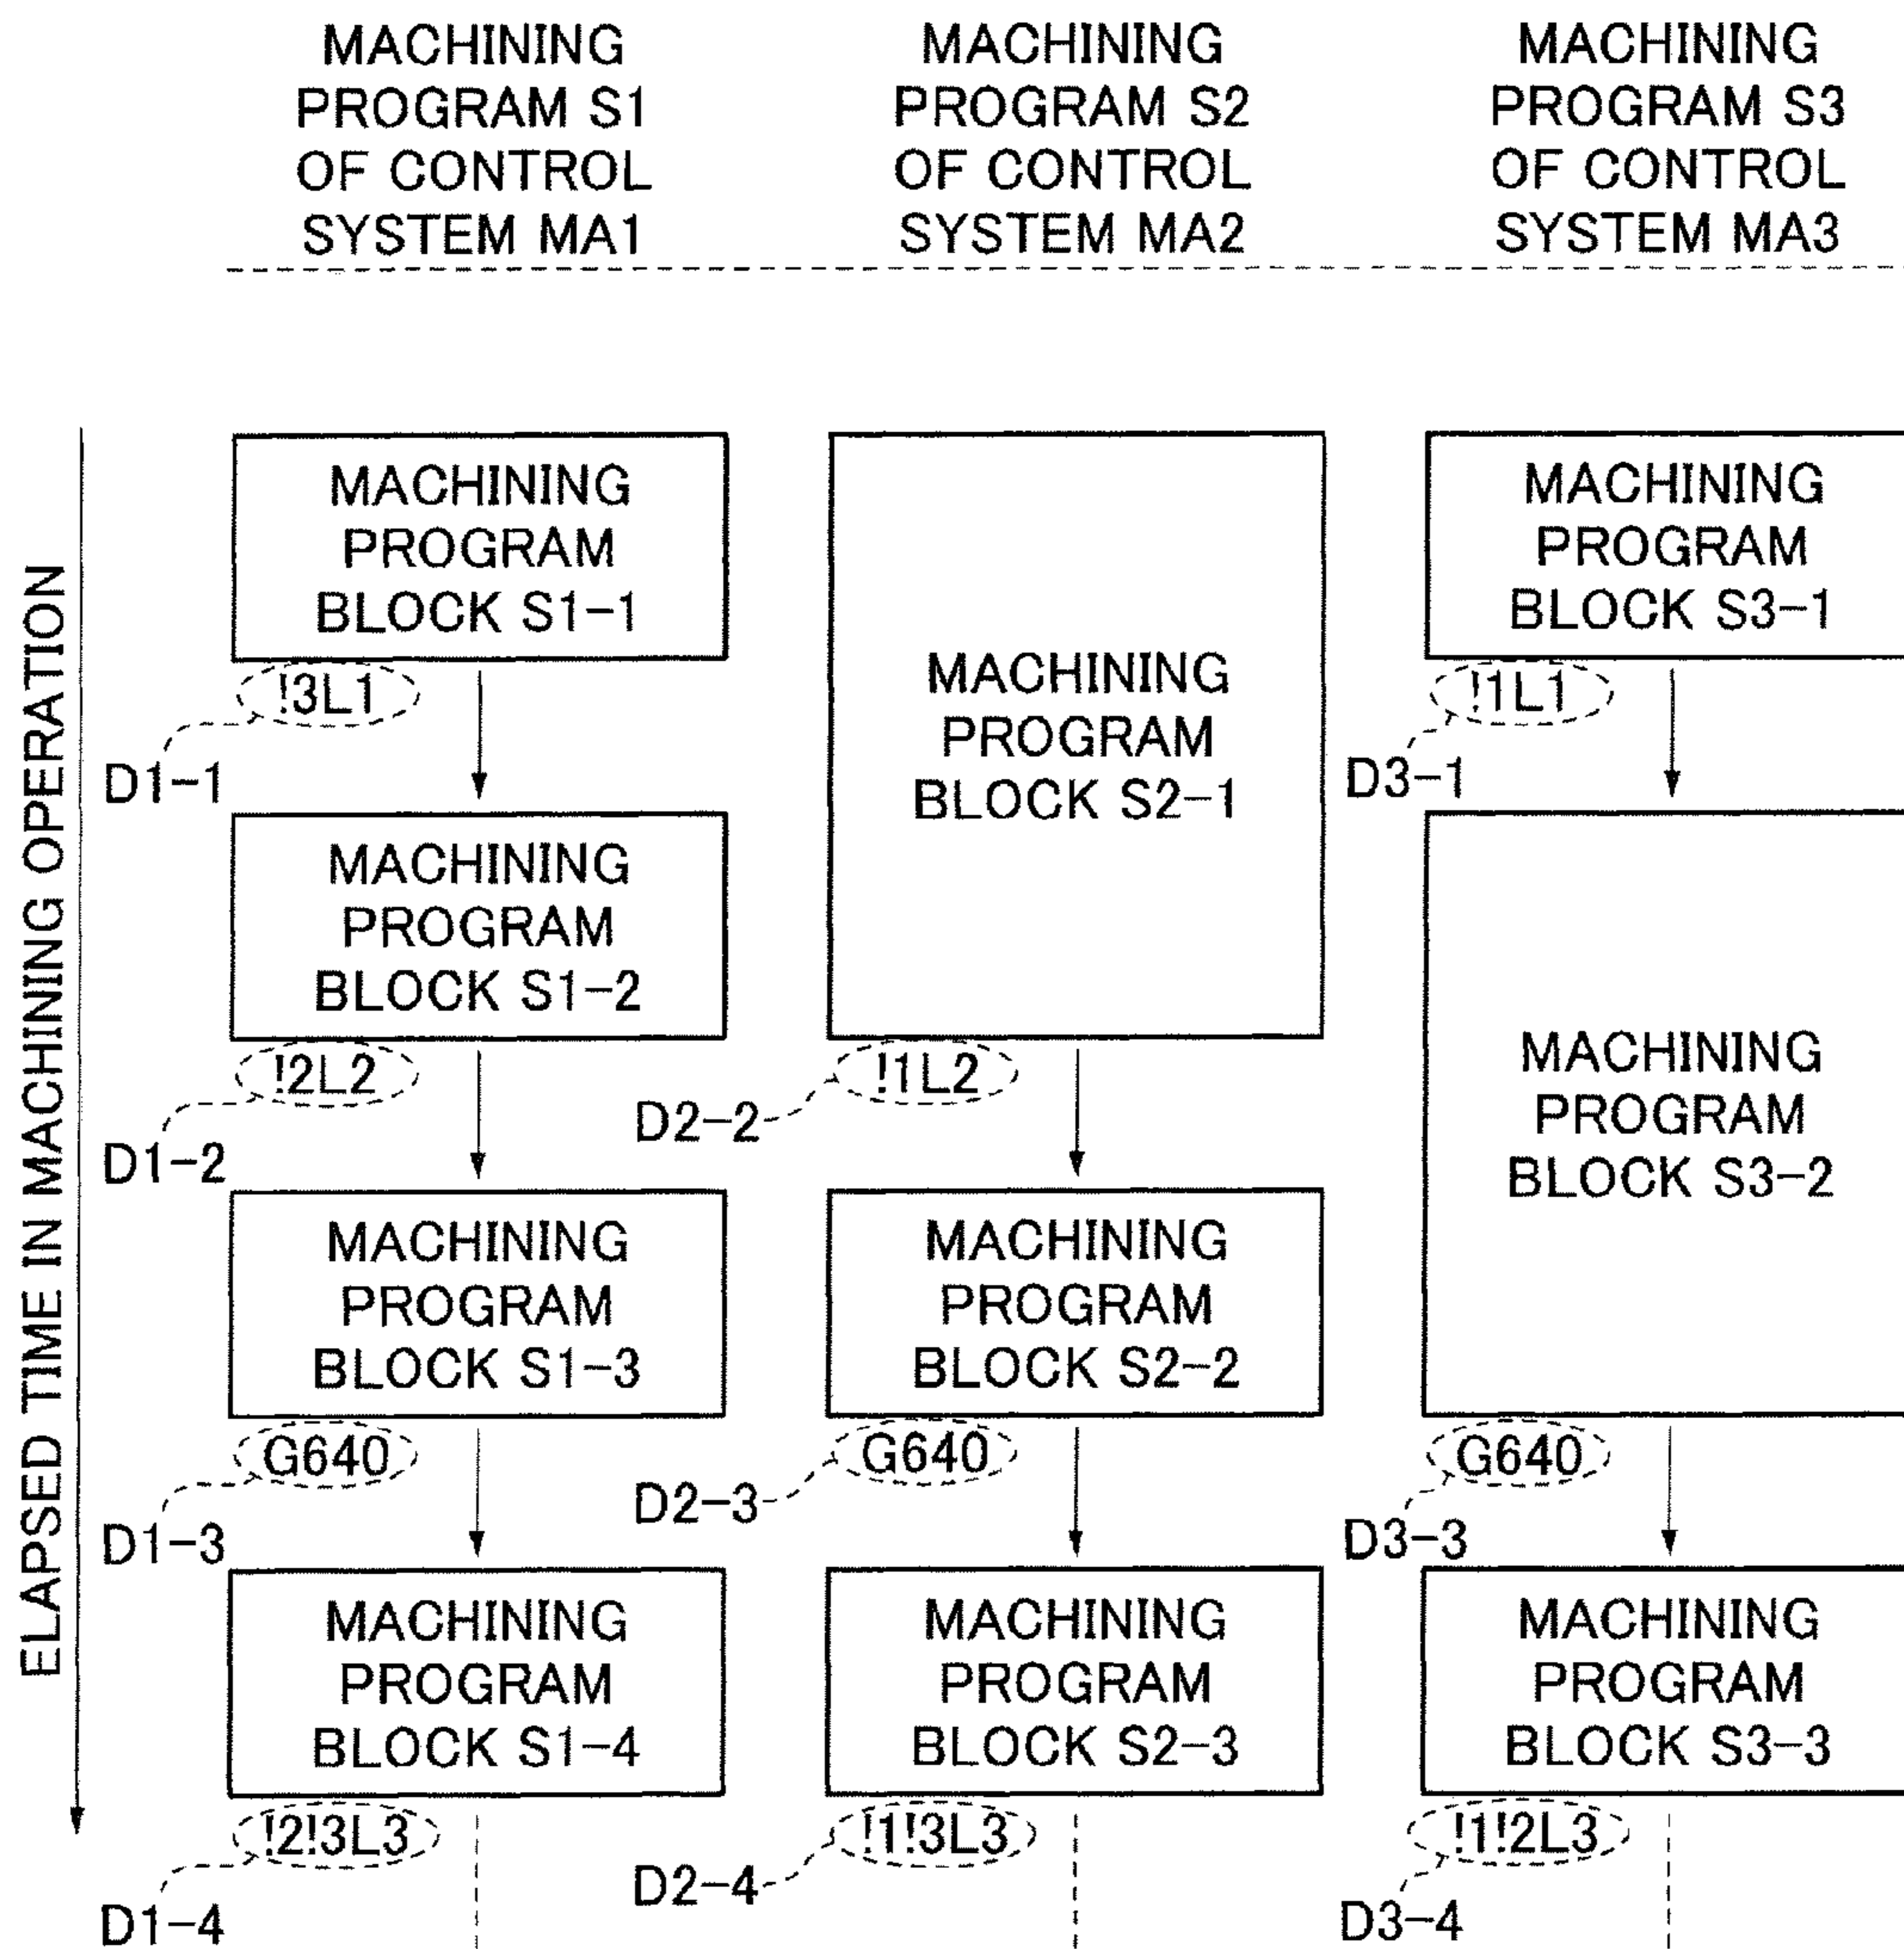 MACHINING
PROGRAM S1
OF CONTROL
SYSTEM MA1
MACHINING
PROGRAM S2
OF CONTROL
SYSTEM MA2
MACHINING
PROGRAM S3
OF CONTROL
SYSTEM MA3
ELAPSED TIME IN MACHINING OPERATION
MACHINING
PROGRAM
BLOCK S1-1
MACHINING
PROGRAM
BLOCK S2-1
MACHINING
PROGRAM
BLOCK S3-1
!3L1
D1-1
!1L1
D3-1
MACHINING
PROGRAM
BLOCK S1-2
MACHINING
PROGRAM
BLOCK S3-2
!2L2
D1-2
!1L2
D2-2
MACHINING
PROGRAM
BLOCK S1-3
MACHINING
PROGRAM
BLOCK S2-2
G640
D1-3
G640
D2-3
G640
D3-3
MACHINING
PROGRAM
BLOCK S1-4
MACHINING
PROGRAM
BLOCK S2-3
MACHINING
PROGRAM
BLOCK S3-3
!2!3L3
D1-4
!1!3L3
D2-4
!1!2L3
D3-4